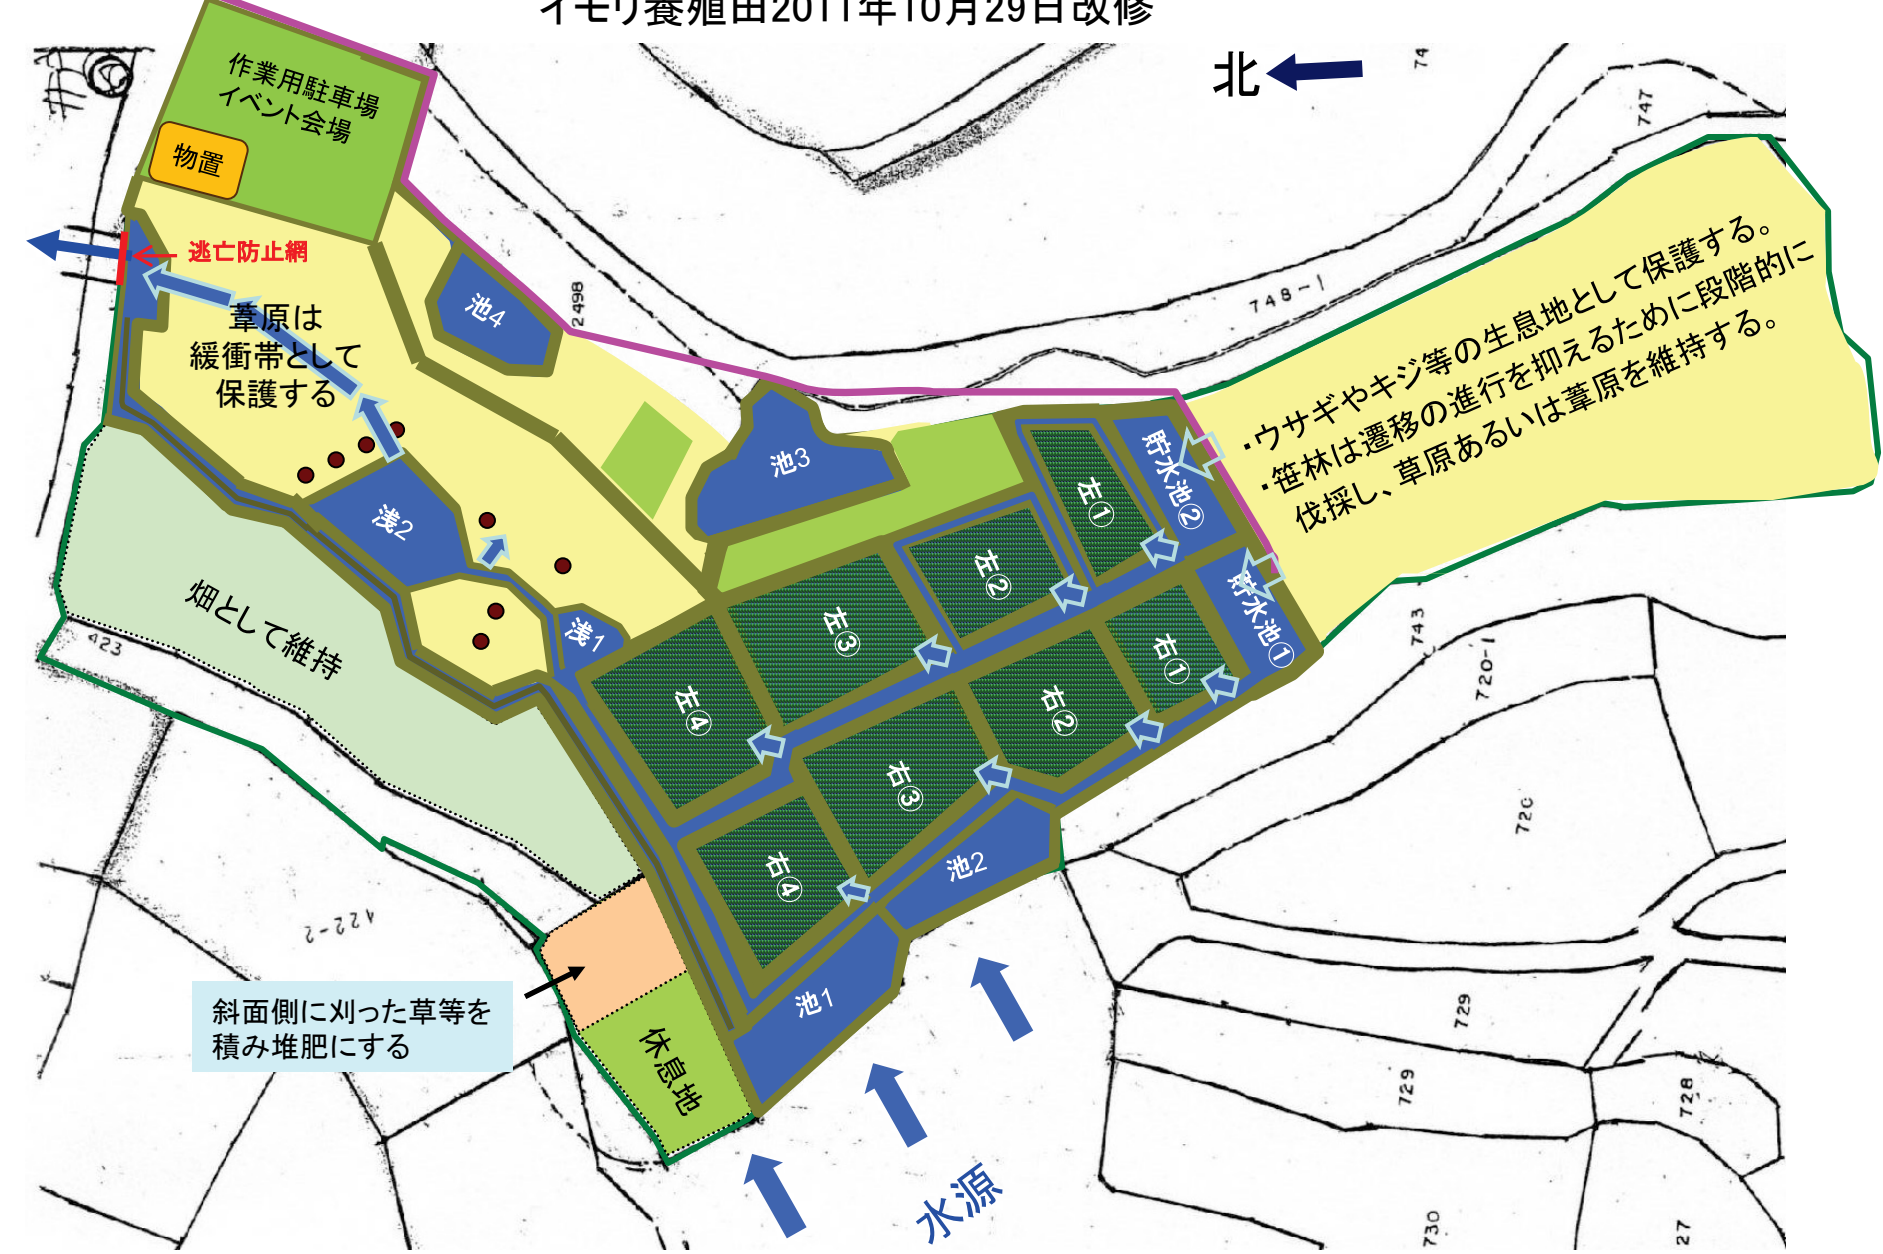 イモリ養殖田2011年10月29日改修
北
作業用駐車場
イベント会場
物置
逃亡防止網
葦原は
緩衝帯として
保護する
池4
2498
748-1
747
74
・ウサギやキジ等の生息地として保護する。
・笹林は遷移の進行を抑えるために段階的に
伐採し、草原あるいは葦原を維持する。
池3
左①
貯水池②
左②
左③
左④
貯水池①
右①
右②
右③
右④
浅2
浅1
畑として維持
423
422-2
池2
池1
斜面側に刈った草等を
積み堆肥にする
休息地
水源
743
720-1
720
729
729
728
730
27